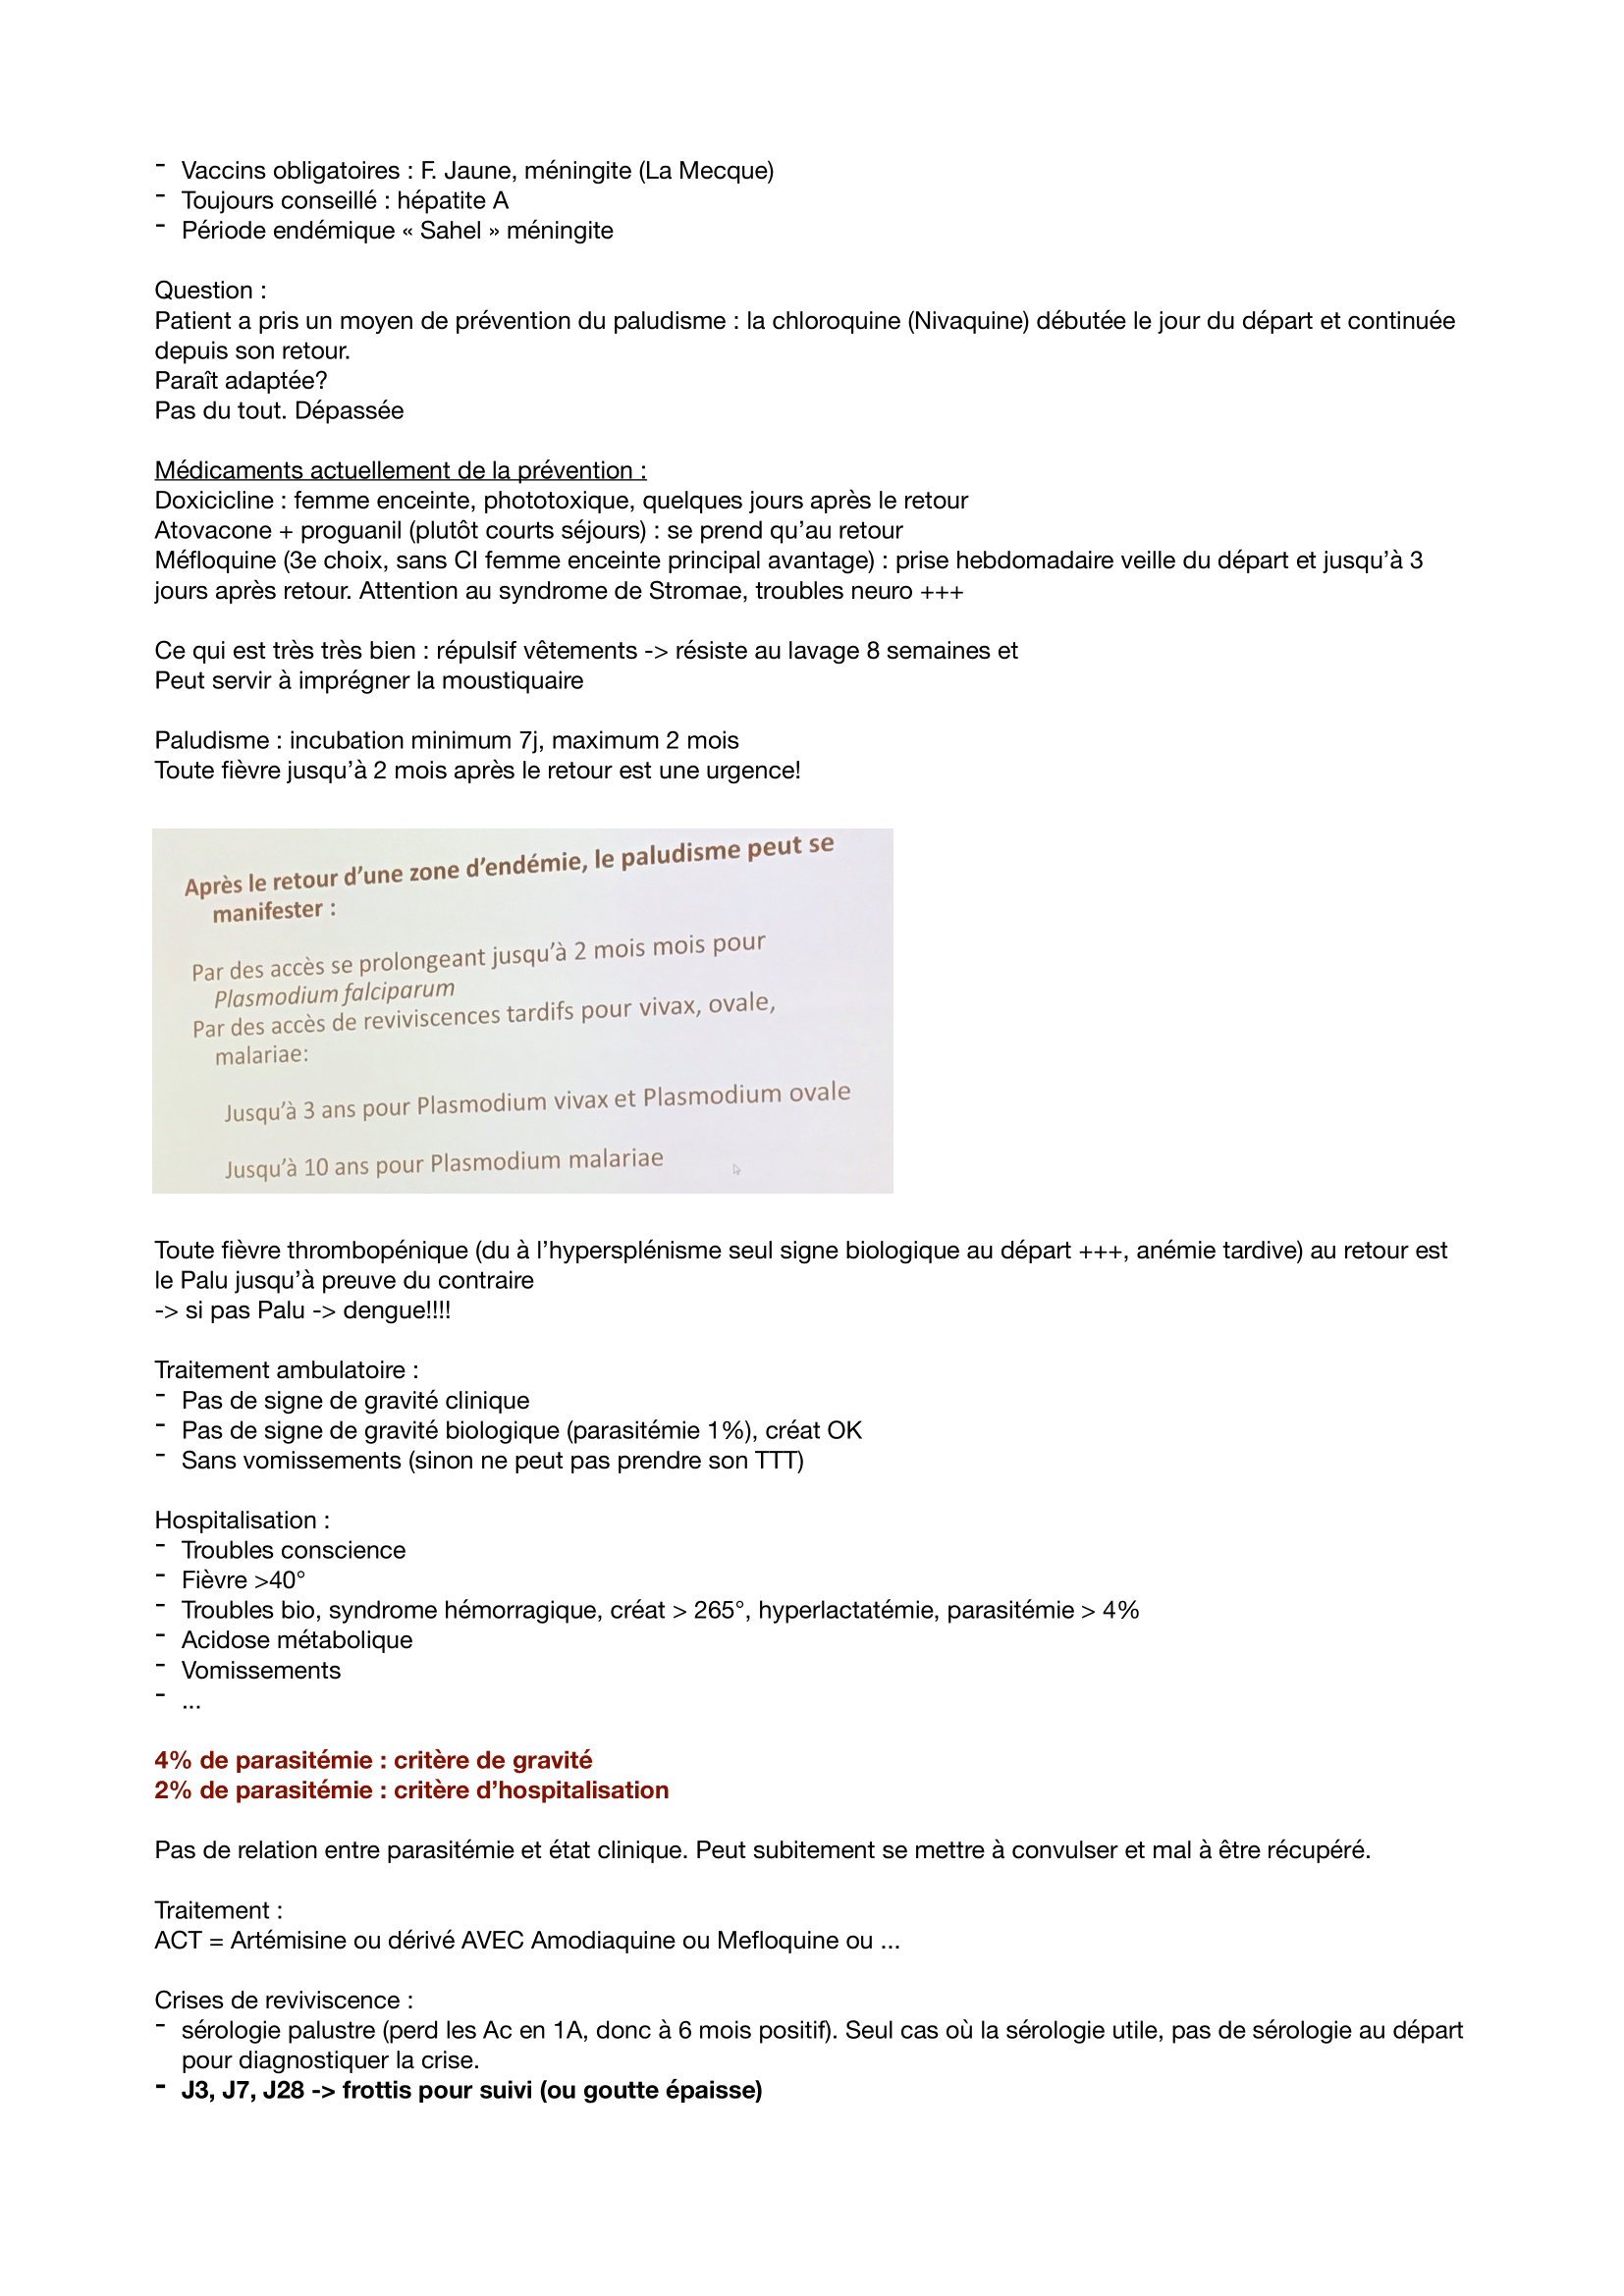 - Vaccins obligatoires : F. Jaune, méningite (La Mecque)
- Toujours conseillé : hépatite A
- Période endémique « Sahel » méningite
Question :
Patient a pris un moyen de prévention du paludisme : la chloroquine (Nivaquine) débutée le jour du départ et continuée
depuis son retour.
Paraît adaptée?
Pas du tout. Dépassée
Médicaments actuellement de la prévention :
Doxicicline : femme enceinte, phototoxique, quelques jours après le retour
Atovacone + proguanil (plutôt courts séjours) : se prend qu'au retour
Méfloquine (3e choix, sans CI femme enceinte principal avantage) : prise hebdomadaire veille du départ et jusqu'à 3
jours après retour. Attention au syndrome de Stromae, troubles neuro +++
Ce qui est très très bien : répulsif vêtements -> résiste au lavage 8 semaines et
Peut servir à imprégner la moustiquaire
Paludisme : incubation minimum 7j, maximum 2 mois
Toute fièvre jusqu'à 2 mois après le retour est une urgence!
Après le retour d'une zone d'endémie, le paludisme peut se
manifester :
Par des accès se prolongeant jusqu'à 2 mois mois pour
Plasmodium falciparum
Par des accès de reviviscences tardifs pour vivax, ovale,
malariae:
Jusqu'à 3 ans pour Plasmodium vivax et Plasmodium ovale
Jusqu'à 10 ans pour Plasmodium malariae
Toute fièvre thrombopénique (du à l'hypersplénisme seul signe biologique au départ +++, anémie tardive) au retour est
le Palu jusqu'à preuve du contraire
-> si pas Palu -> dengue!!!!
Traitement ambulatoire :
- Pas de signe de gravité clinique
- Pas de signe de gravité biologique (parasitémie 1%), créat OK
- Sans vomissements (sinon ne peut pas prendre son TTT)
Hospitalisation :
- Troubles conscience
- Fièvre >40°
- Troubles bio, syndrome hémorragique, créat > 265°, hyperlactatémie, parasitémie > 4%
- Acidose métabolique
- Vomissements
- ...
4% de parasitémie : critère de gravité
2% de parasitémie : critère d'hospitalisation
Pas de relation entre parasitémie et état clinique. Peut subitement se mettre à convulser et mal à être récupéré.
Traitement :
ACT = Artémisine ou dérivé AVEC Amodiaquine ou Mefloquine ou ...
Crises de reviviscence :
- sérologie palustre (perd les Ac en 1A, donc à 6 mois positif). Seul cas où la sérologie utile, pas de sérologie au départ
pour diagnostiquer la crise.
- J3, J7, J28 -> frottis pour suivi (ou goutte épaisse)